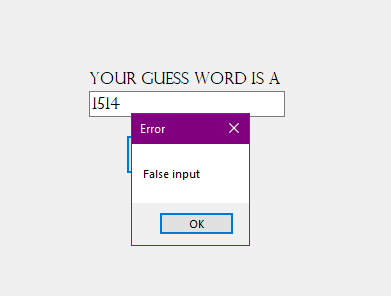 YOUR GUESS WORD IS A
1514
Error
False input
OK